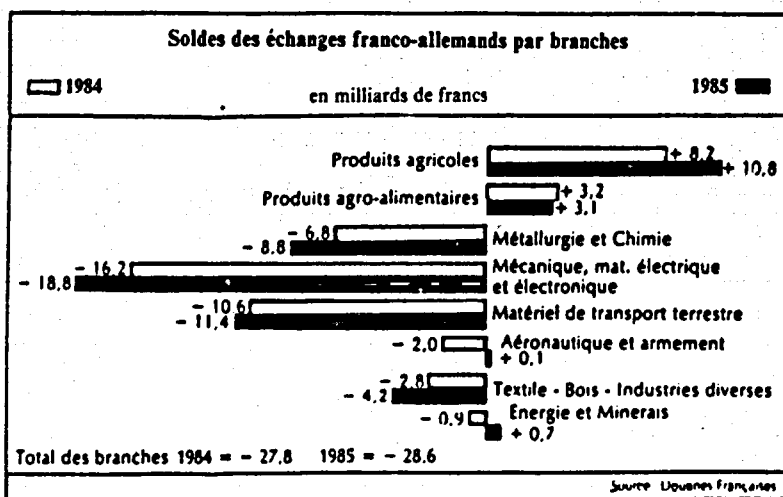 Soldes des échanges franco-allemands par branches
1984
en milliards de francs
1985
Produits agricoles
+ 8,2
+ 10,8
Produits agro-alimentaires
+ 3,2
+ 3,1
- 6,8
- 8,8
Métallurgie et Chimie
- 16,2
- 18,8
Mécanique, mat. électrique
et électronique
- 10,6
- 11,4
Matériel de transport terrestre
- 2,0
Aéronautique et armement
+ 0,1
- 2,8
- 4,2
Textile - Bois - Industries diverses
- 0,9
Energie et Minerais
+ 0,7
Total des branches 1984 = - 27,8 1985 = - 28,6
Source Douanes Françaises